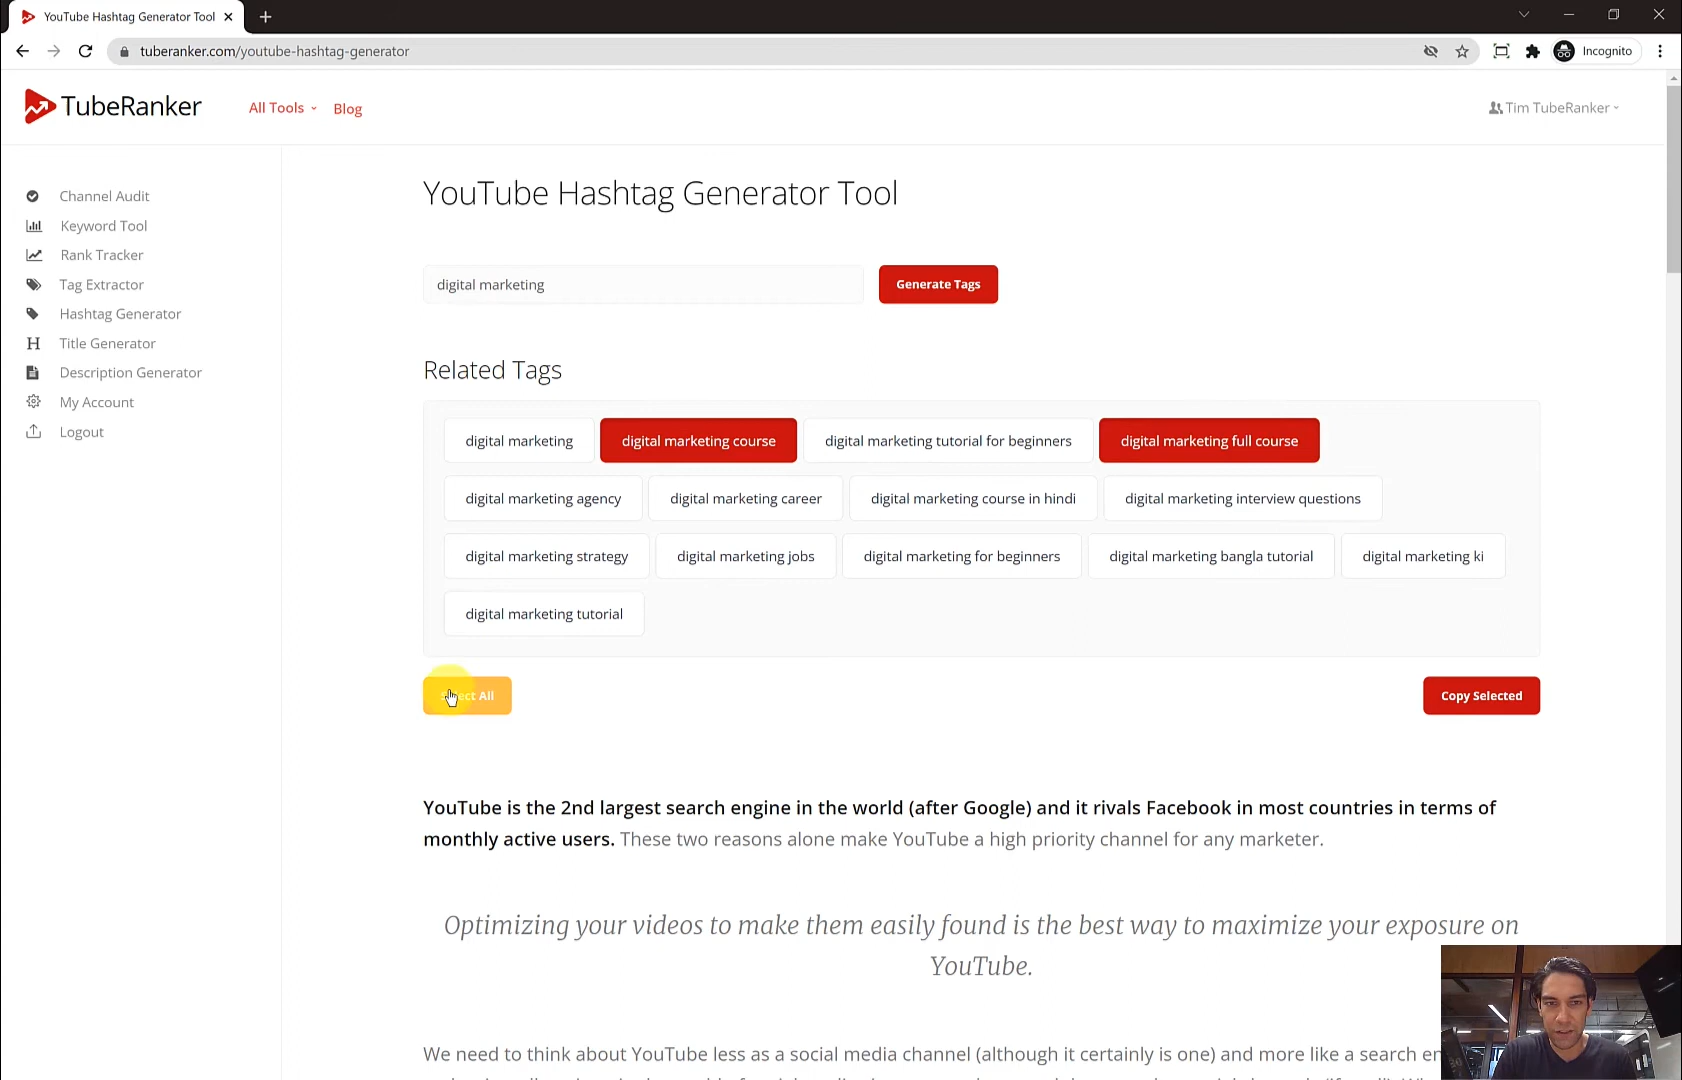 YouTube Hashtag Generator Tool
tuberanker.com/youtube-hashtag-generator
Incognito
TubeRanker
All Tools
Blog
Tim TubeRanker
Channel Audit
Keyword Tool
Rank Tracker
Tag Extractor
Hashtag Generator
Title Generator
Description Generator
My Account
Logout
YouTube Hashtag Generator Tool
digital marketing
Generate Tags
Related Tags
digital marketing
digital marketing course
digital marketing tutorial for beginners
digital marketing full course
digital marketing agency
digital marketing career
digital marketing course in hindi
digital marketing interview questions
digital marketing strategy
digital marketing jobs
digital marketing for beginners
digital marketing bangla tutorial
digital marketing ki
digital marketing tutorial
All
Copy Selected
YouTube is the 2nd largest search engine in the world (after Google) and it rivals Facebook in most countries in terms of
monthly active users. These two reasons alone make YouTube a high priority channel for any marketer.
Optimizing your videos to make them easily found is the best way to maximize your exposure on
YouTube.
We need to think about YouTube less as a social media channel (although it certainly is one) and more like a search en